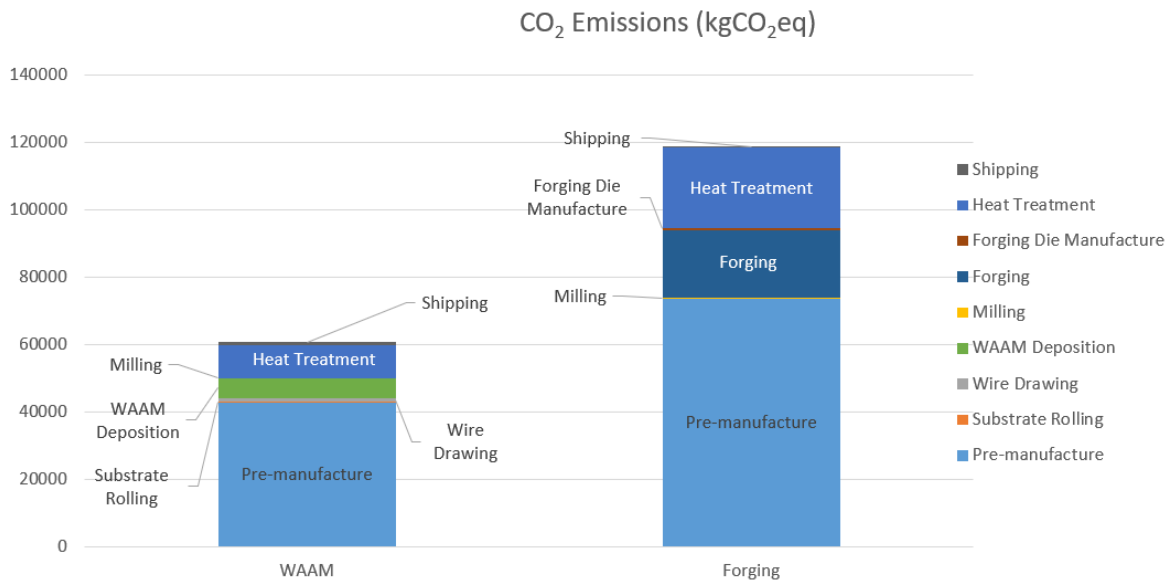 CO₂ Emissions (kgCO₂eq)
140000
120000
100000
80000
60000
40000
20000
0
Shipping
Heat Treatment
Milling
WAAM
Deposition
Wire
Drawing
Substrate
Rolling
Pre-manufacture
WAAM
Shipping
Heat Treatment
Forging Die
Manufacture
Forging
Milling
Pre-manufacture
Forging
Shipping
Heat Treatment
Forging Die Manufacture
Forging
Milling
WAAM Deposition
Wire Drawing
Substrate Rolling
Pre-manufacture